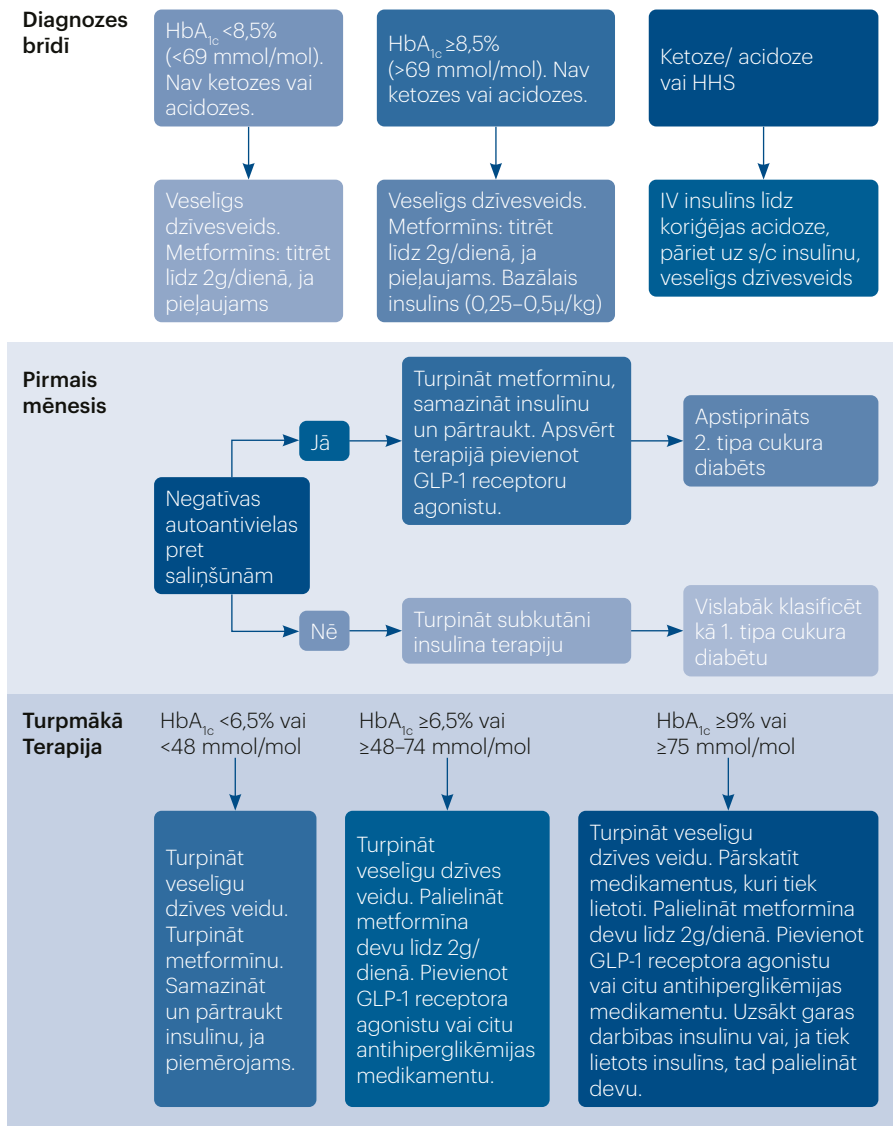 Diagnozes
brīdī
HbA1c <8,5%
(<69 mmol/mol).
Nav ketozes vai
acidozes.
HbA1c ≥8,5%
(>69 mmol/mol). Nav
ketozes vai acidozes.
Ketoze/ acidoze
vai HHS
Veselīgs
dzīvesveids.
Metformīns: titrēt
līdz 2g/dienā, ja
pieļaujams
Veselīgs dzīvesveids.
Metformīns: titrēt
līdz 2g/dienā, ja
pieļaujams. Bazālais
insulīns (0,25–0,5µ/kg)
IV insulīns līdz
koriģējas acidoze,
pāriet uz s/c insulīnu,
veselīgs dzīvesveids
Pirmais
mēnesis
Negatīvas
autoantivielas
pret
saliņšūnām
Jā
Turpināt metformīnu,
samazināt insulīnu
un pārtraukt. Apsvērt
terapijā pievienot
GLP-1 receptoru
agonistu.
Apstiprināts
2. tipa cukura
diabēts
Nē
Turpināt subkutāni
insulīna terapiju
Vislabāk klasificēt
kā 1. tipa cukura
diabētu
Turpmākā
Terapija
HbA1c <6,5% vai
<48 mmol/mol
HbA1c ≥6,5% vai
≥48–74 mmol/mol
HbA1c ≥9% vai
≥75 mmol/mol
Turpināt
veselīgu
dzīves veidu.
Turpināt
metformīnu.
Samazināt
un pārtraukt
insulīnu, ja
piemērojams.
Turpināt
veselīgu dzīves
veidu. Palielināt
metformīna
devu līdz 2g/
dienā. Pievienot
GLP-1 receptora
agonistu vai citu
antihiperglikēmijas
medikamentu.
Turpināt veselīgu
dzīves veidu. Pārskatīt
medikamentus, kuri tiek
lietoti. Palielināt metformīna
devu līdz 2g/dienā. Pievienot
GLP-1 receptora agonistu
vai citu antihiperglikēmijas
medikamentu. Uzsākt garas
darbības insulīnu vai, ja tiek
lietots insulīns, tad palielināt
devu.